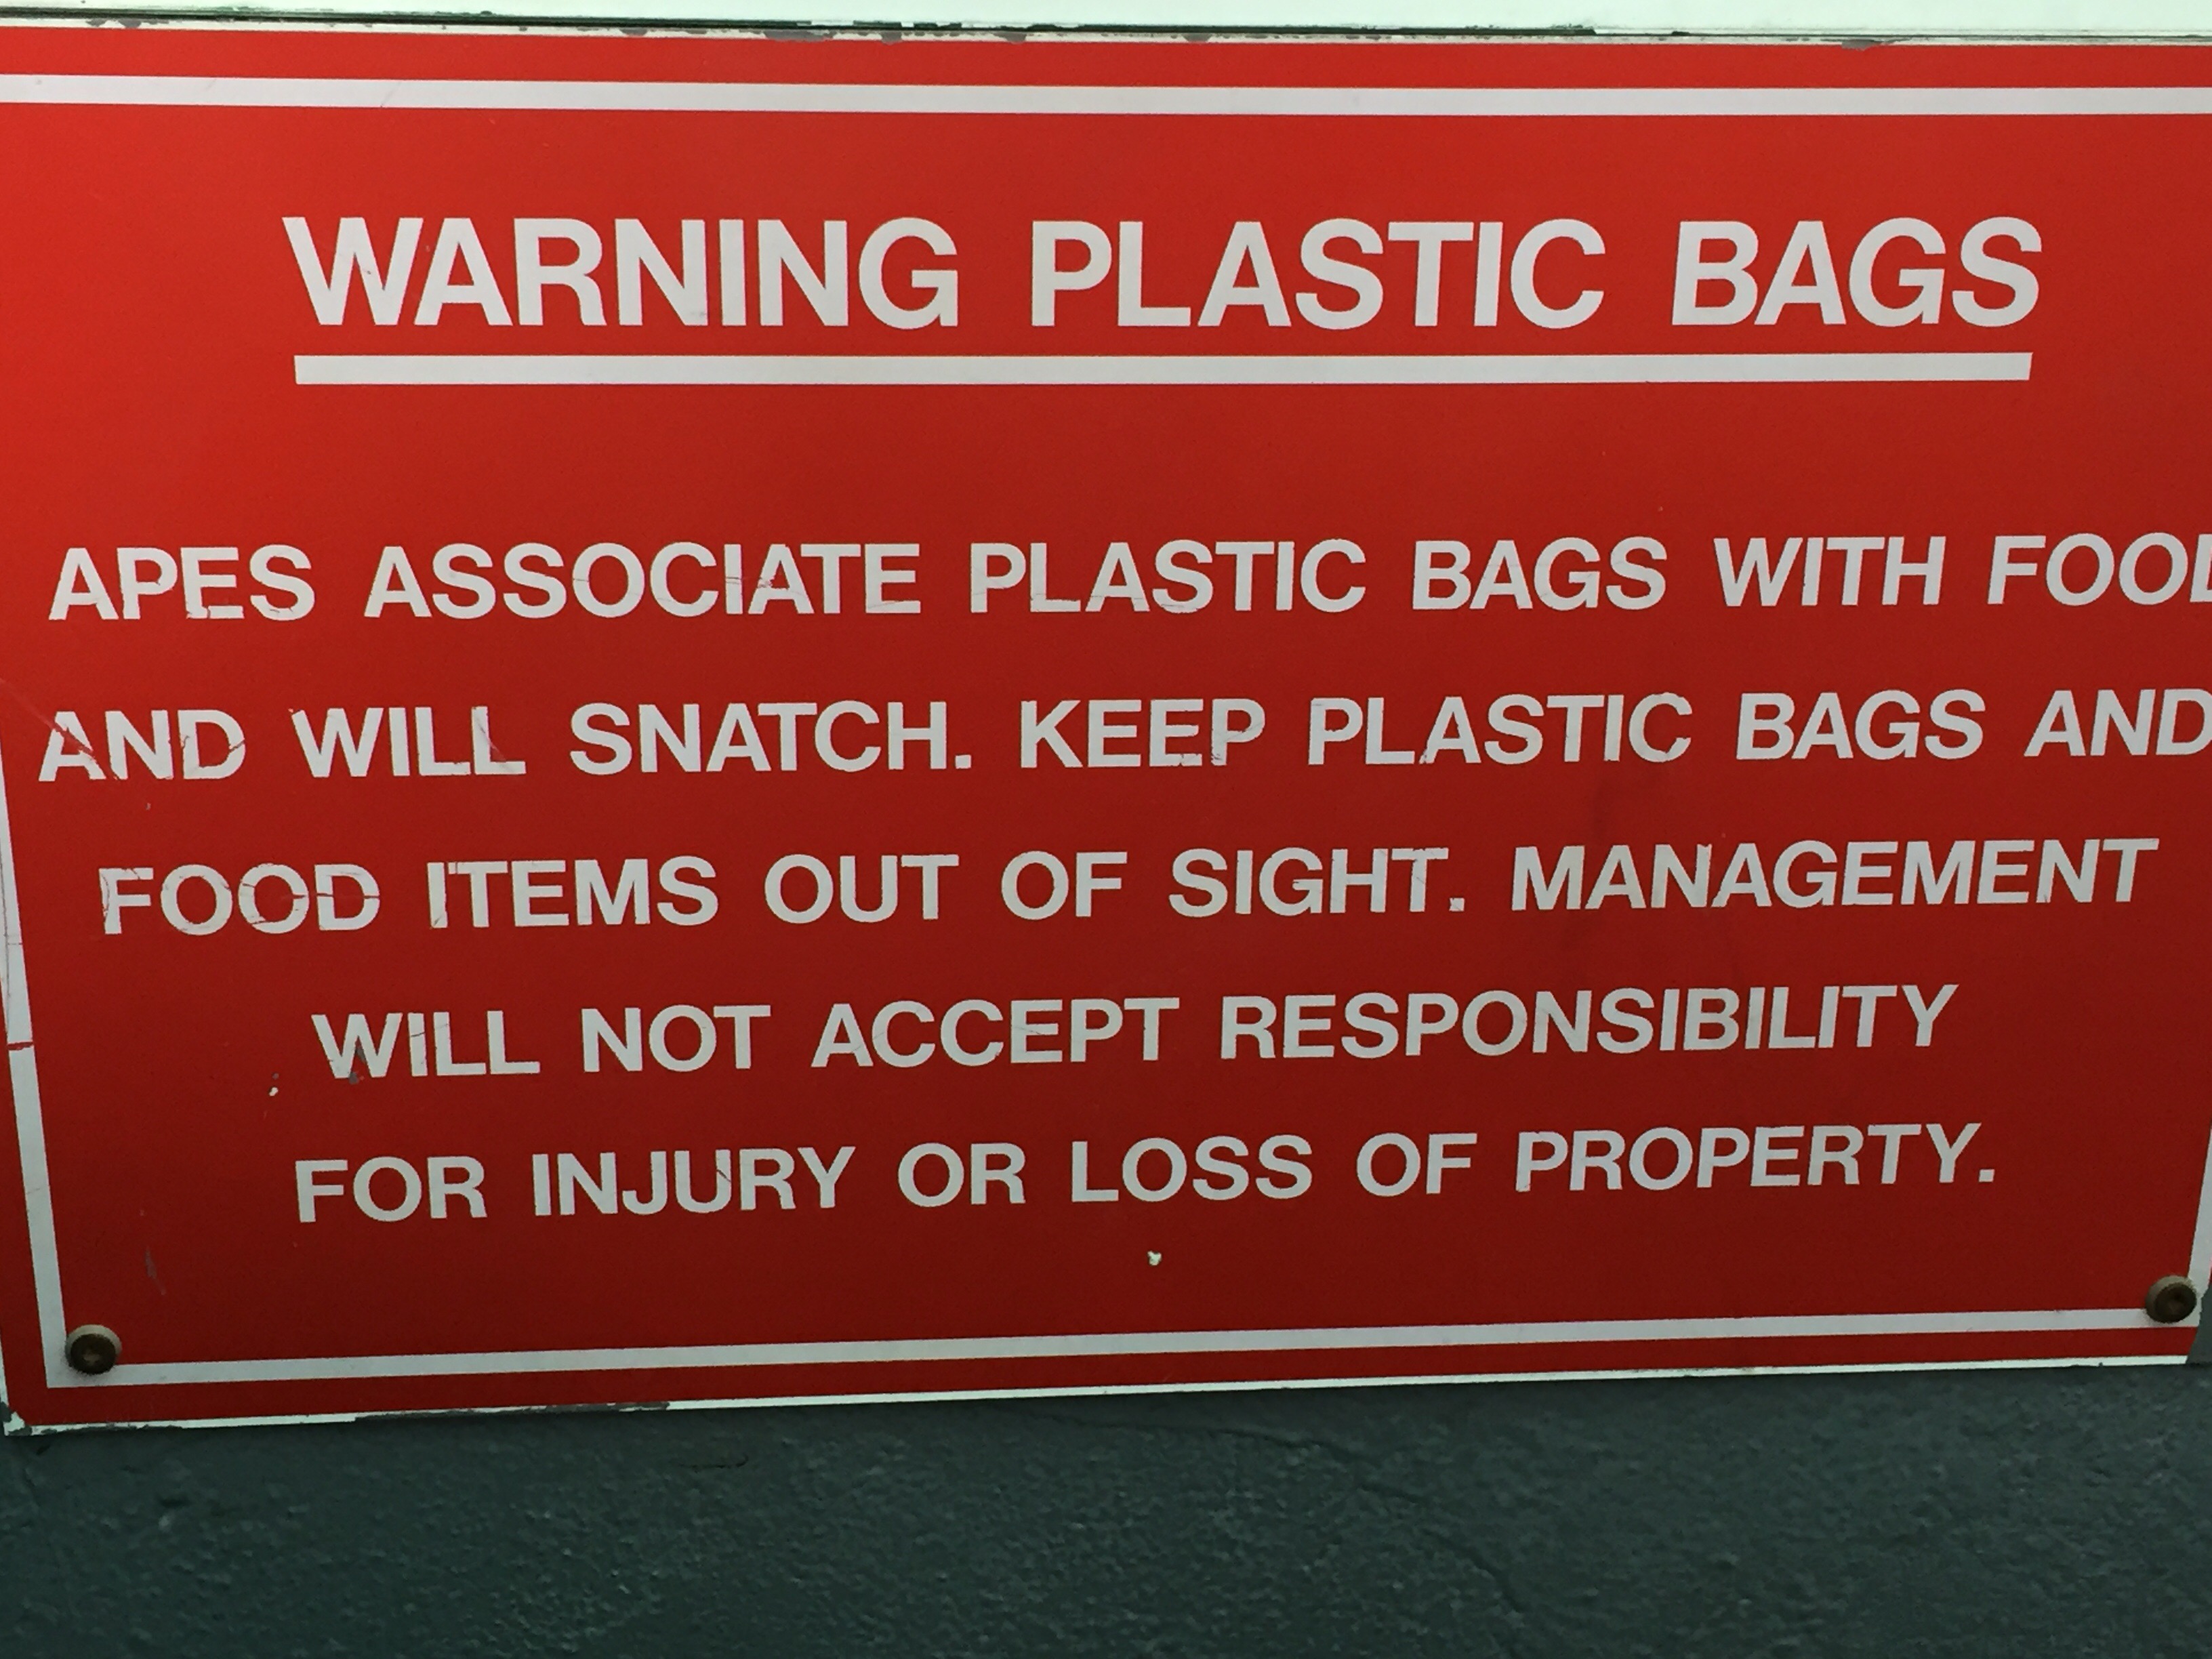 WARNING PLASTIC BAGS
APES ASSOCIATE PLASTIC BAGS WITH FOOD
AND WILL SNATCH. KEEP PLASTIC BAGS AND
FOOD ITEMS OUT OF SIGHT. MANAGEMENT
WILL NOT ACCEPT RESPONSIBILITY
FOR INJURY OR LOSS OF PROPERTY.